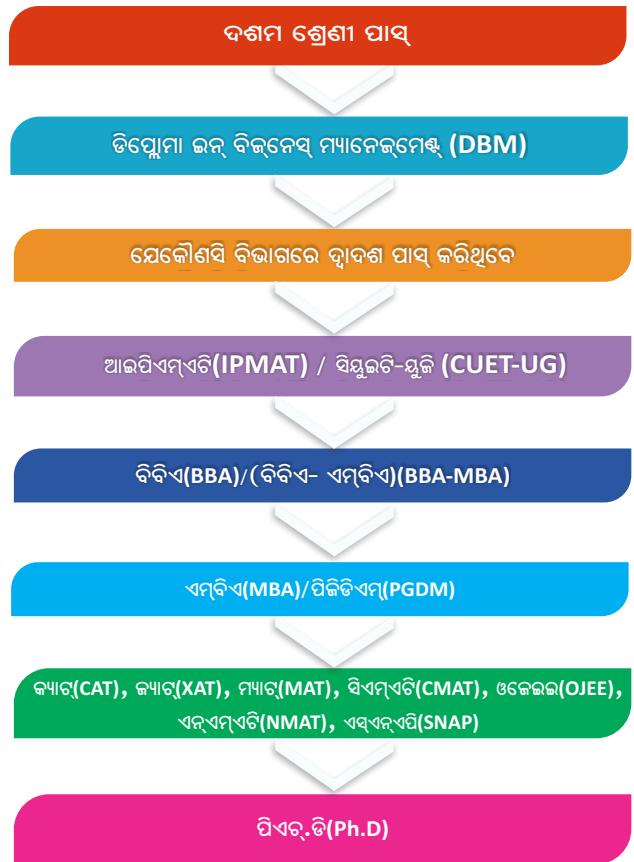 ଦଶମ ଶ୍ରେଣୀ ପାସ୍
ଡିପ୍ଲୋମା ଇନ୍ ବିଜ୍‌ନେସ୍ ମ୍ୟାନେଜ୍‌ମେଣ୍ଟ (DBM)
ଯେକୌଣସି ବିଭାଗରେ ଦ୍ୱାଦଶ ପାସ୍ କରିଥିବେ
ଆଇପିଏମ୍‌ଏଟି(IPMAT) / ସିୟୁଇଟି-ୟୁଜି (CUET-UG)
ବିବିଏ(BBA)/(ବିବିଏ- ଏମ୍‌ବିଏ)(BBA-MBA)
ଏମ୍‌ବିଏ(MBA)/ପିଜିଡିଏମ୍(PGDM)
କ୍ୟାଟ୍(CAT), ଜ୍ୟାଟ୍(XAT), ମ୍ୟାଟ୍(MAT), ସିଏମ୍‌ଏଟି(CMAT), ଓଜେଇଇ(OJEE),
ଏନ୍‌ଏମ୍‌ଏଟି(NMAT), ଏସ୍‌ଏନ୍‌ଏପି(SNAP)
ପିଏଚ୍.ଡି(Ph.D)